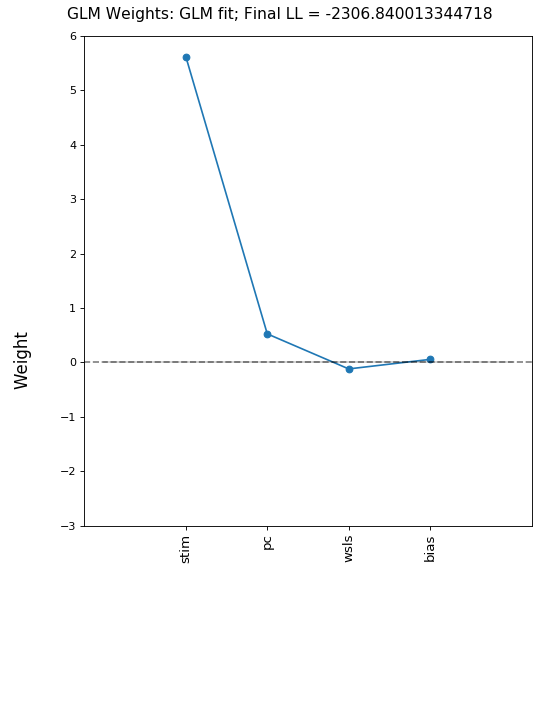 GLM Weights: GLM fit; Final LL = -2306.840013344718
6
5
4
3
2
1
0
−1
−2
−3
Weight
stim
pc
wsls
bias